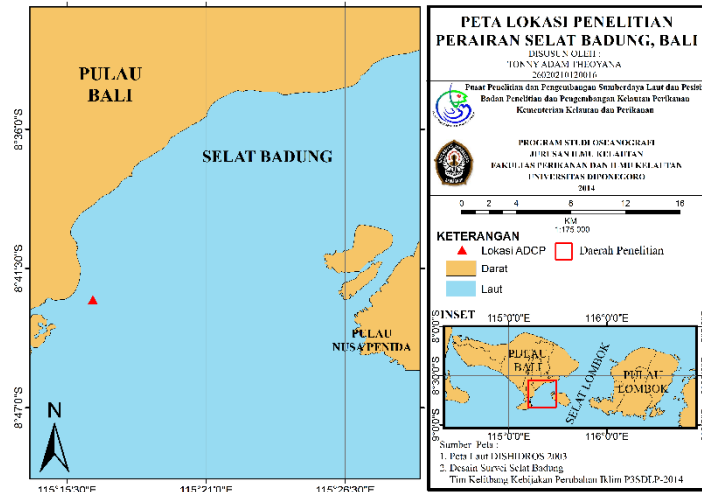 PULAU
BALI
SELAT BADUNG
PULAU
NUSA PENIDA
N
8°36'0"S
8°41'30"S
8°47'0"S
115°15'30"E
115°21'0"E
115°26'30"E
PETA LOKASI PENELITIAN
PERAIRAN SELAT BADUNG, BALI
DISUSUN OLEH :
TONNY ADAM THEOYANA
26020210120016
Pusat Penelitian dan Pengembangan Sumberdaya Laut dan Pesisi
Badan Penelitian dan Pengembangan Kelautan Perikanan
Kementerian Kelautan dan Perikanan
PROGRAM STUDI OSEANOGRAFI
JURUSAN ILMU KELAUTAN
FAKULTAS PERIKANAN DAN ILMU KELAUTAN
UNIVERSITAS DIPONEGORO
2014
0 2 4 8 12 16
KM
1:175.000
KETERANGAN
Lokasi ADCP Daerah Penelitian
Darat
Laut
INSET
115°0'0"E 116°0'0"E
8°0'0"S
8°30'0"S
9°0'0"S
PULAU
BALI
SELAT LOMBOK
PULAU
LOMBOK
115°0'0"E 116°0'0"E
Sumber Peta :
1. Peta Laut DISHIDROS 2003
2. Desain Survei Selat Badung
Tim Kelitbang Kebijakan Perubahan Iklim P3SDLP-2014